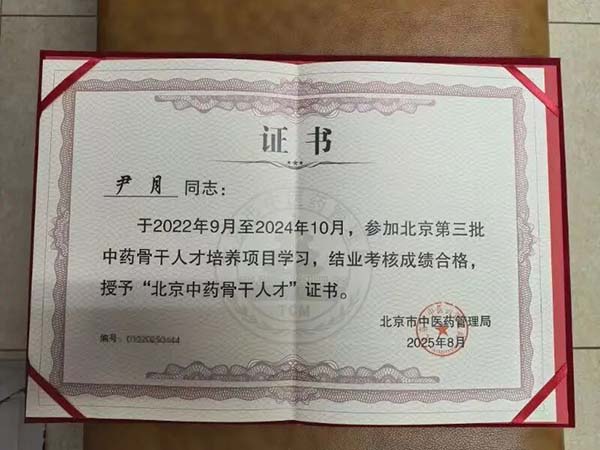 证书
尹月 同志：
于2022年9月至2024年10月，参加北京第三批
中药骨干人才培养项目学习，结业考核成绩合格，
授予“北京中药骨干人才”证书。
北京市中医药管理局
编号：
2025年8月
TCM